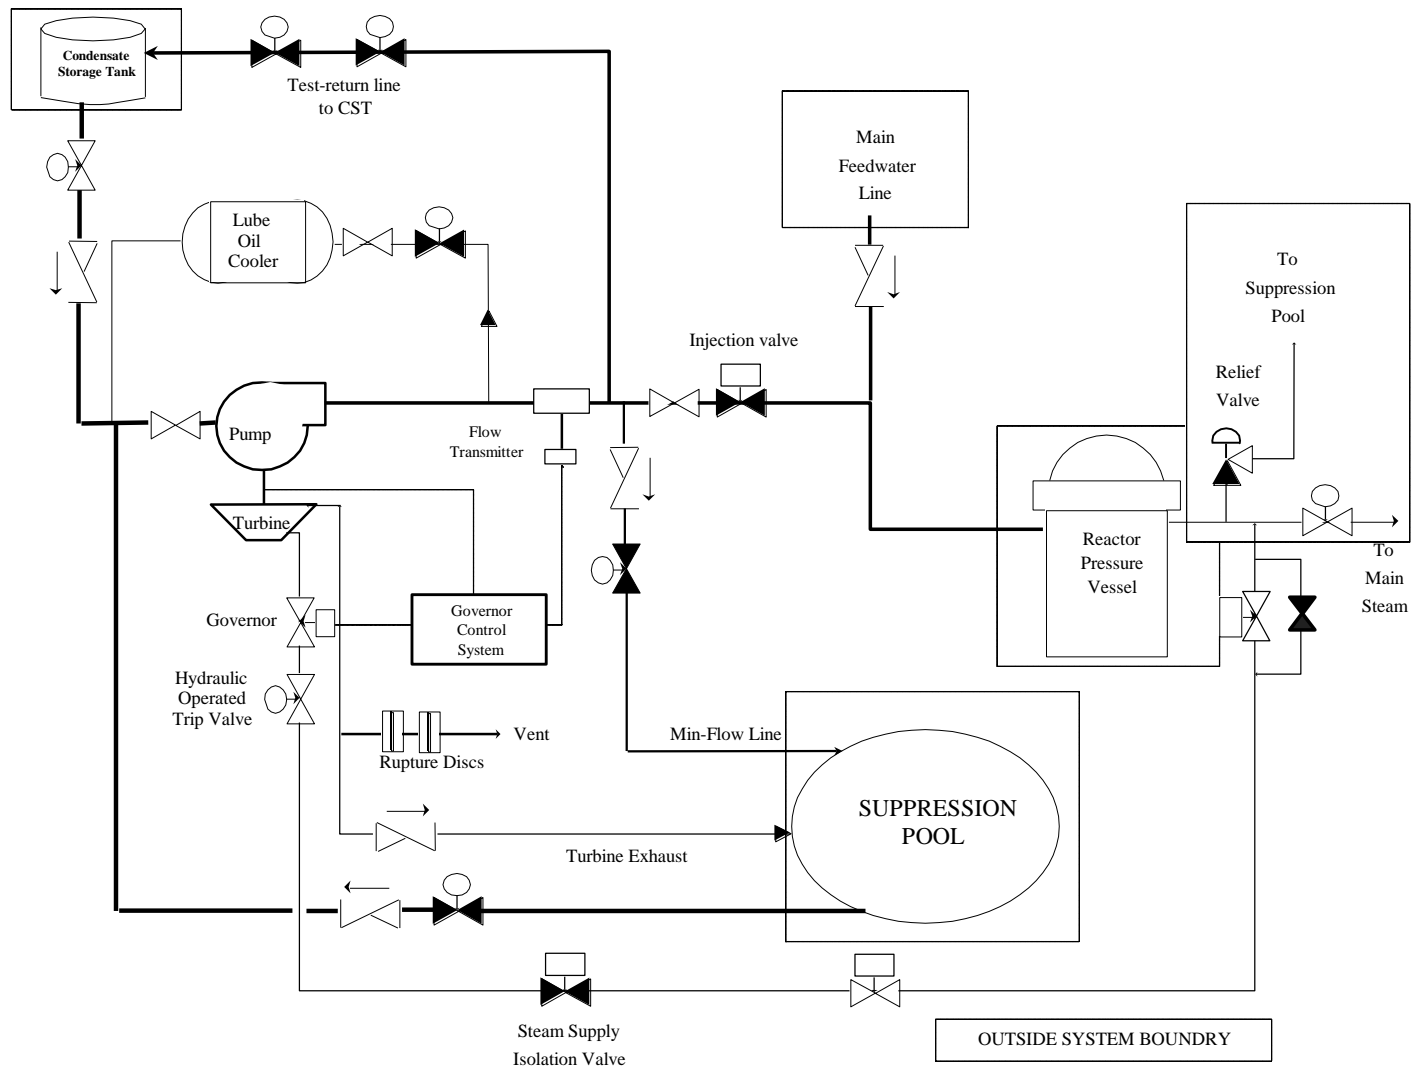 Condensate
Storage Tank
Test-return line
to CST
Main
Feedwater
Line
Lube
Oil
Cooler
To
Suppression
Pool
Injection valve
Relief
Valve
Pump
Flow
Transmitter
Turbine
Reactor
Pressure
Vessel
To
Main
Steam
Governor
Governor
Control
System
Hydraulic
Operated
Trip Valve
Vent
Rupture Discs
Min-Flow Line
SUPPRESSION
POOL
Turbine Exhaust
Steam Supply
Isolation Valve
OUTSIDE SYSTEM BOUNDRY